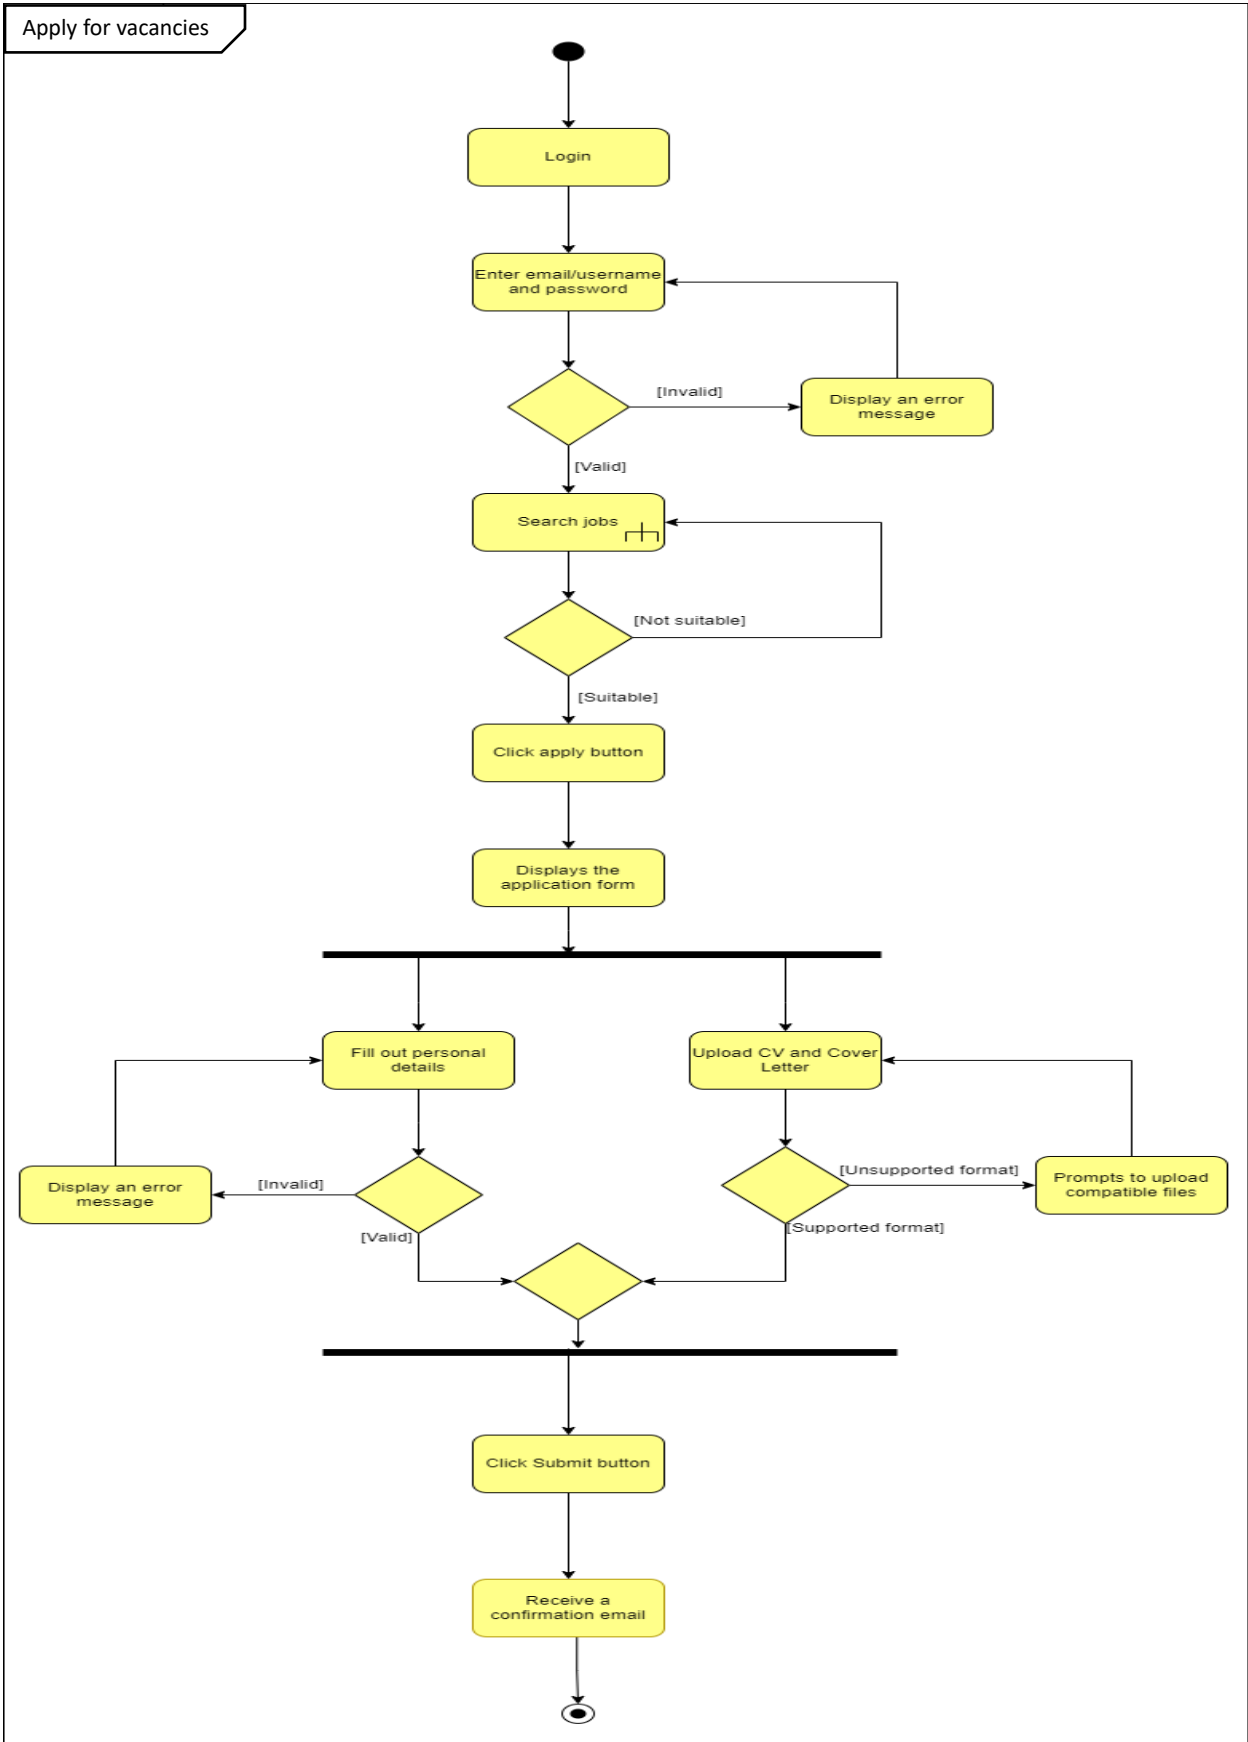 Apply for vacancies
Login
Enter email/username
and password
[Invalid]
Display an error
message
[Valid]
Search jobs
[Not suitable]
[Suitable]
Click apply button
Displays the
application form
Fill out personal
details
Upload CV and Cover
Letter
Display an error
message
[Invalid]
[Valid]
[Unsupported format]
Prompts to upload
compatible files
[Supported format]
Click Submit button
Receive a
confirmation email